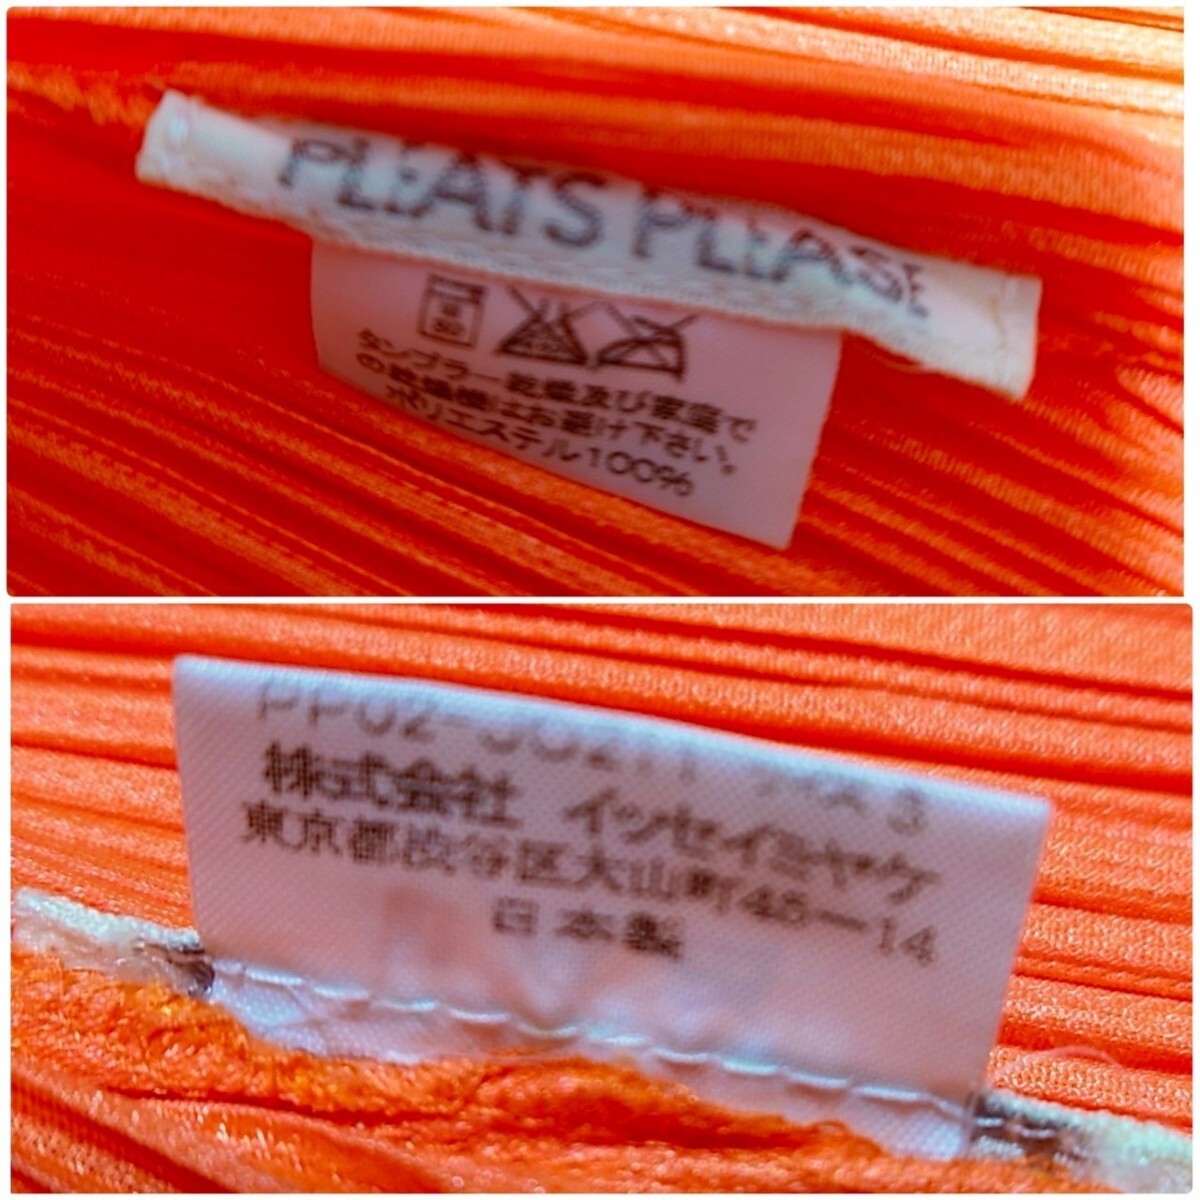 PLEATS PLEASE
タンブラー乾燥及び家庭で
の乾燥機はお避け下さい。
ポリエステル100%
株式会社 イッセイミヤケ
東京都渋谷区大山町45ー14
日本製